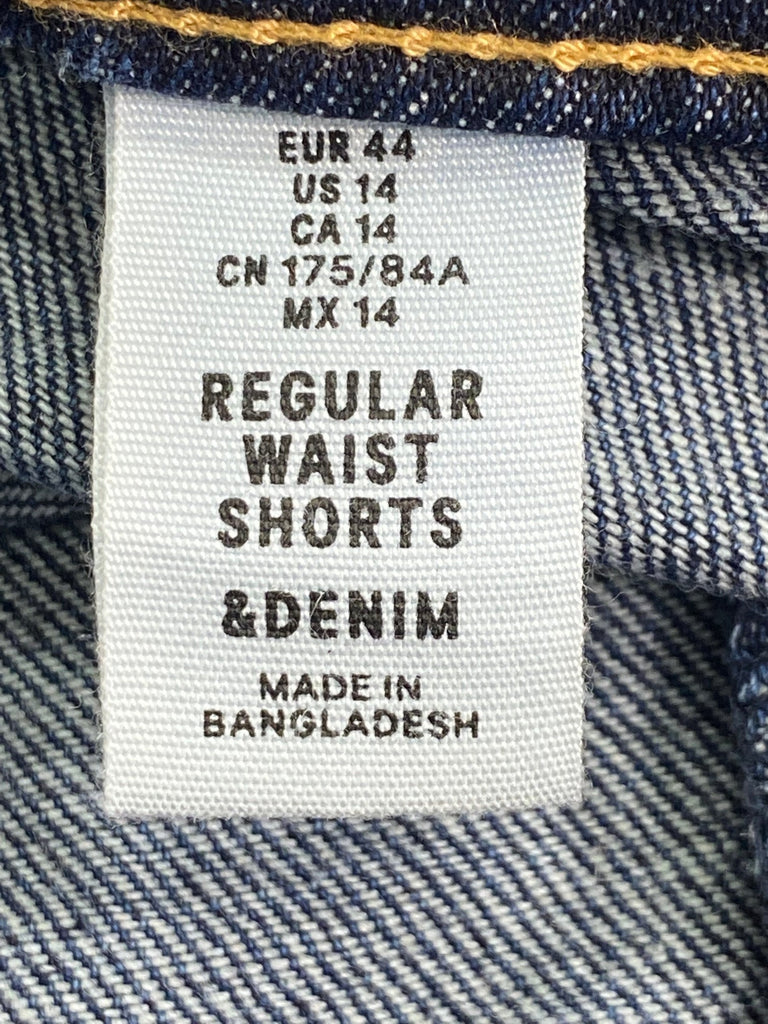 EUR 44
US 14
CA 14
CN 175/84A
MX 14
REGULAR
WAIST
SHORTS
&DENIM
MADE IN
BANGLADESH